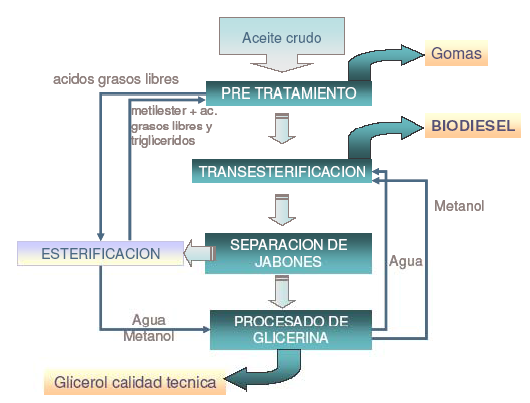 Aceite crudo
Gomas
acidos grasos libres
PRE TRATAMIENTO
metilester + ac.
grasos libres y
trigliceridos
BIODIESEL
TRANSESTERIFICACION
Metanol
SEPARACION DE
JABONES
ESTERIFICACION
Agua
Agua
Metanol
PROCESADO DE
GLICERINA
Glicerol calidad tecnica